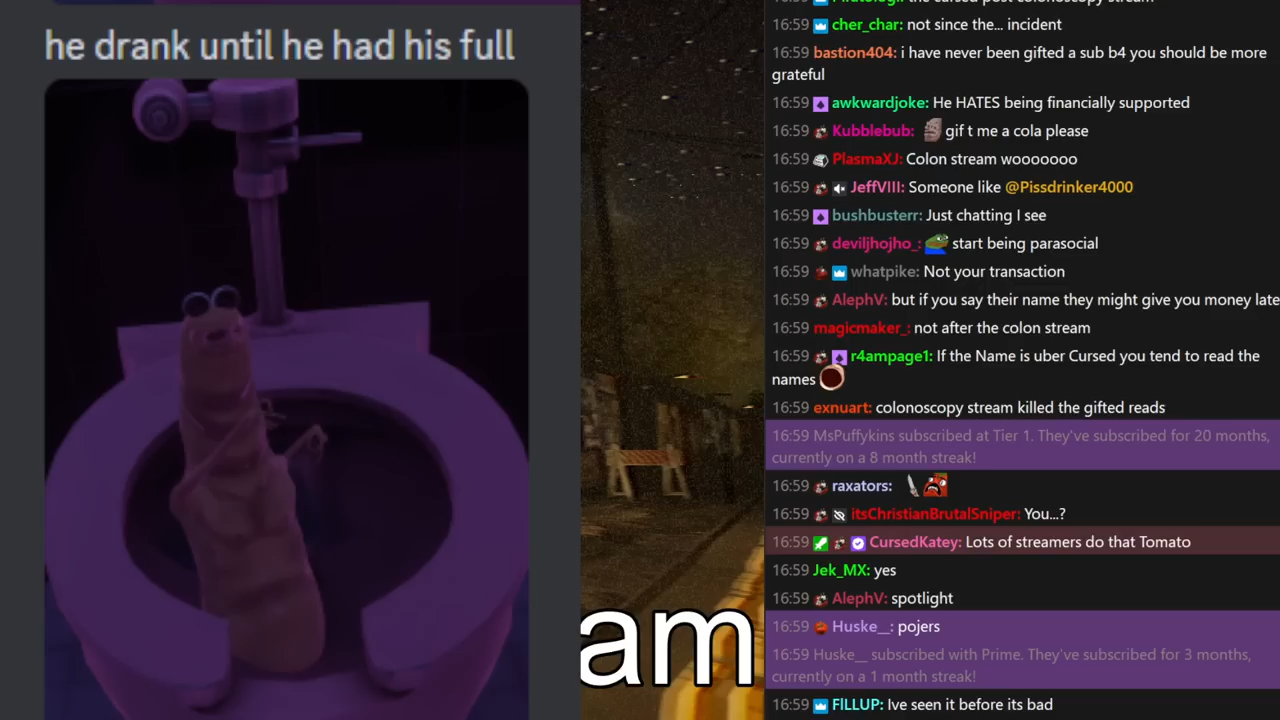 he drank until he had his full
am
16:59 cher_char: not since the... incident
16:59 bastion404: i have never been gifted a sub b4 you should be more
grateful
16:59 awkwardjoke: He HATES being financially supported
16:59 Kubblebub: gif t me a cola please
16:59 PlasmaXJ: Colon stream wooooooo
16:59 JeffVIII: Someone like @Pissdrinker4000
16:59 bushbusterr: Just chatting I see
16:59 deviljhojho_: start being parasocial
16:59 whatpike: Not your transaction
16:59 AlephV: but if you say their name they might give you money late
16:59 magicmaker_: not after the colon stream
16:59 r4ampage1: If the Name is uber Cursed you tend to read the
names
16:59 exnuart: colonoscopy stream killed the gifted reads
16:59 MsPuffykins subscribed at Tier 1. They've subscribed for 20 months,
currently on a 8 month streak!
16:59 raxators:
16:59 itsChristianBrutalSniper: You...?
16:59 CursedKatey: Lots of streamers do that Tomato
16:59 Jek_MX: yes
16:59 AlephV: spotlight
16:59 Huske__: pojers
16:59 Huske__ subscribed with Prime. They've subscribed for 3 months,
currently on a 1 month streak!
16:59 FlLLUP: Ive seen it before its bad